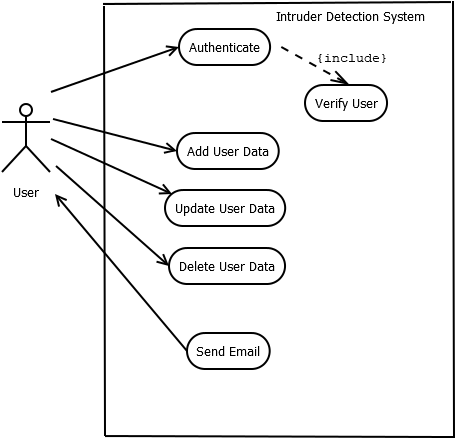 Intruder Detection System
Authenticate
{include}
Verify User
Add User Data
User
Update User Data
Delete User Data
Send Email